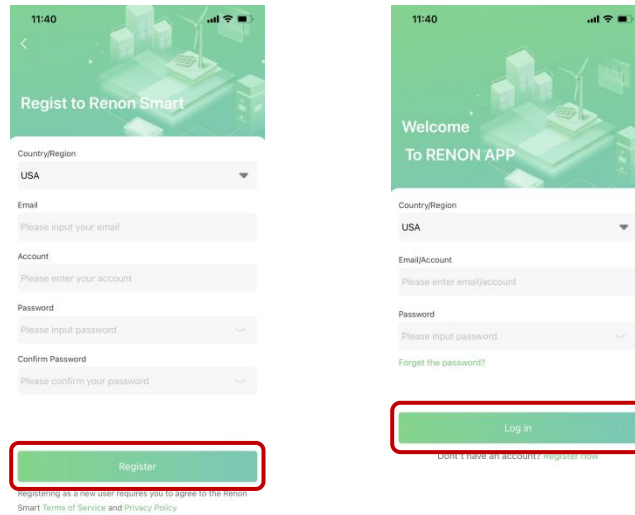 11:40
Regist to Renon Smart
Country/Region
USA
Email
Please input your email
Account
Please enter your account
Password
Please input password.
Confirm Password
Please confirm your password
Register
Registering as a new user requires you to agree to the Renon
Smart Terms of Service and Privacy Policy
11:40
Welcome
To RENON APP
Country/Region
USA
Email/Account
Please enter email/account
Password
Please input password.
Forget the password?
Log in
Dont't have an account? Register now